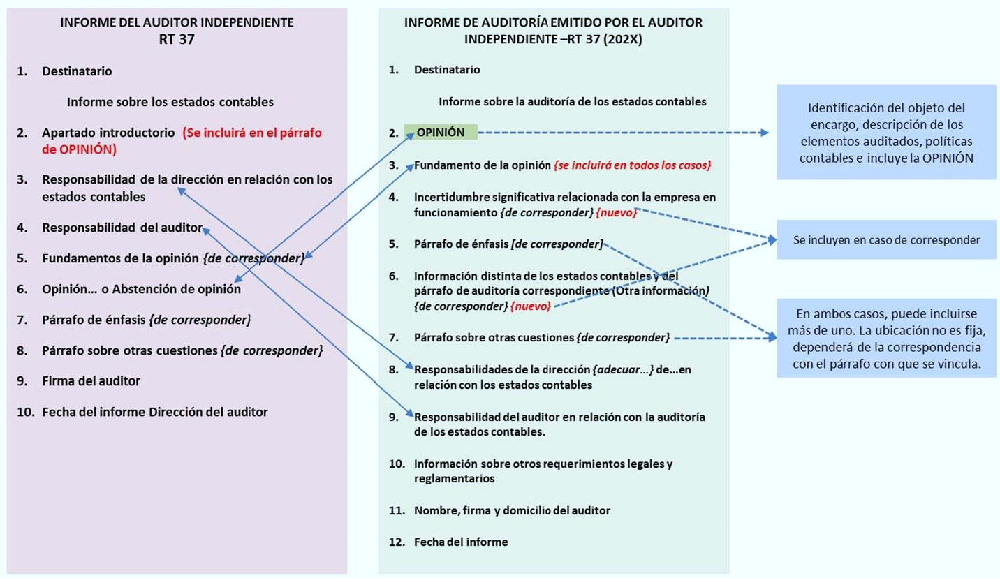 INFORME DEL AUDITOR INDEPENDIENTE
RT 37
1. Destinatario
Informe sobre los estados contables
2. Apartado introductorio (Se incluirá en el párrafo
de OPINIÓN)
3. Responsabilidad de la dirección en relación con los
estados contables
4. Responsabilidad del auditor
5. Fundamentos de la opinión {de corresponder}
6. Opinión... o Abstención de opinión
7. Párrafo de énfasis {de corresponder}
8. Párrafo sobre otras cuestiones {de corresponder}
9. Firma del auditor
10. Fecha del informe Dirección del auditor
INFORME DE AUDITORÍA EMITIDO POR EL AUDITOR
INDEPENDIENTE –RT 37 (202X)
1. Destinatario
Informe sobre la auditoría de los estados contables
2. OPINIÓN
3. Fundamento de la opinión {se incluirá en todos los casos}
4. Incertidumbre significativa relacionada con la empresa en
funcionamiento {de corresponder} {nuevo}
5. Párrafo de énfasis [de corresponder]
6. Información distinta de los estados contables y del
párrafo de auditoría correspondiente (Otra información)
{de corresponder} {nuevo}
7. Párrafo sobre otras cuestiones {de corresponder}
8. Responsabilidades de la dirección {adecuar...} de...en
relación con los estados contables
9. Responsabilidad del auditor en relación con la auditoría
de los estados contables.
10. Información sobre otros requerimientos legales y
reglamentarios
11. Nombre, firma y domicilio del auditor
12. Fecha del informe
Identificación del objeto del
encargo, descripción de los
elementos auditados, políticas
contables e incluye la OPINIÓN
Se incluyen en caso de corresponder
En ambos casos, puede incluirse
más de uno. La ubicación no es fija,
dependerá de la correspondencia
con el párrafo con que se vincula.